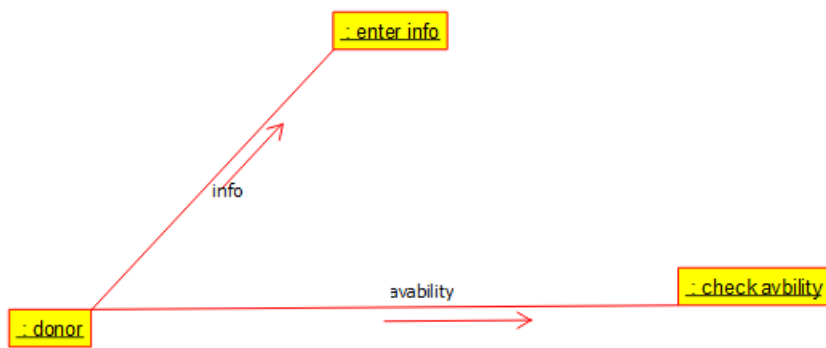 : enter info
info
avability
: check avbility
: donor